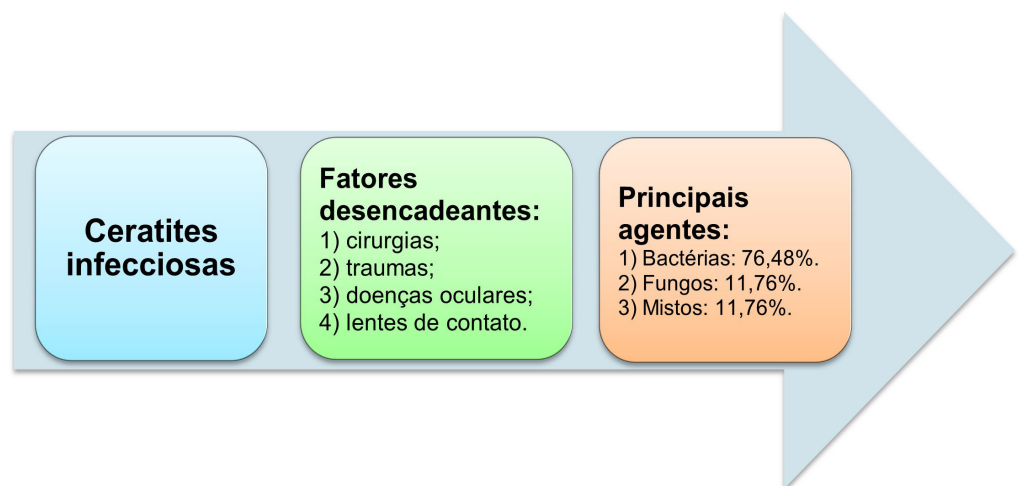 Ceratites
infecciosas
Fatores
desencadeantes:
1) cirurgias;
2) traumas;
3) doenças oculares;
4) lentes de contato.
Principais
agentes:
1) Bactérias: 76,48%.
2) Fungos: 11,76%.
3) Mistos: 11,76%.